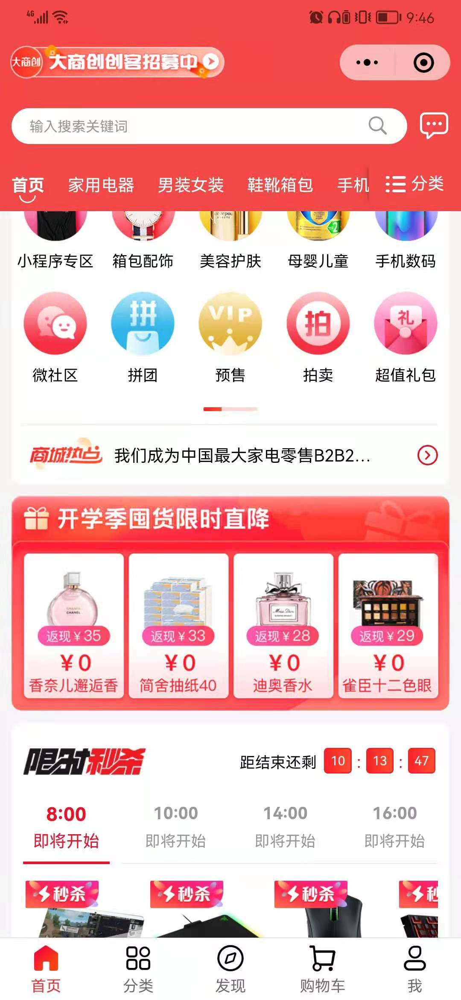 4G 9:46
大商创 大商创创客招募中
输入搜索关键词
首页 家用电器 男装女装 鞋靴箱包 手机 分类
小程序专区 箱包配饰 美容护肤 母婴儿童 手机数码
拼 VIP 拍 礼
微社区 拼团 预售 拍卖 超值礼包
商城热点 我们成为中国最大家电零售B2B2...
开学季囤货限时直降
CHANEL Miss Dior
返现¥35 返现¥33 返现¥28 返现¥29
¥0 ¥0 ¥0 ¥0
香奈儿邂逅香 简舍抽纸40 迪奥香水 雀臣十二色眼
限时秒杀 距结束还剩 10 : 13 : 47
8:00 10:00 14:00 16:00
即将开始 即将开始 即将开始 即将开始
秒杀 秒杀 秒杀
首页 分类 发现 购物车 我